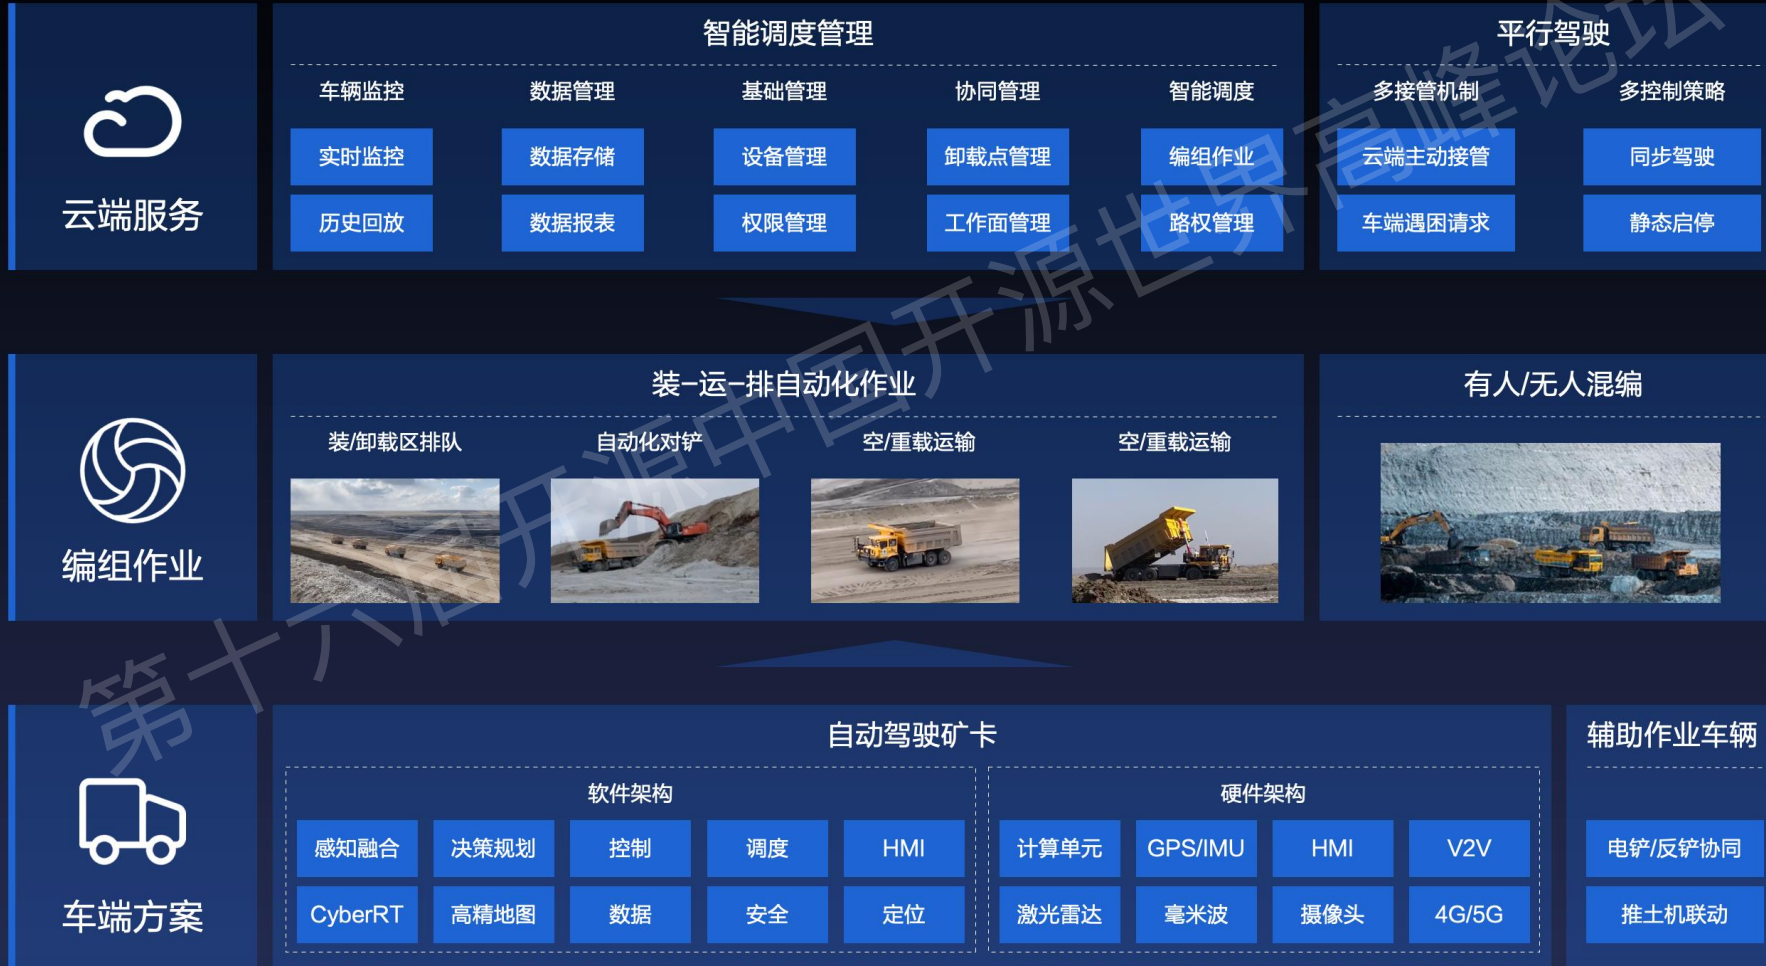 智能调度管理
平行驾驶
车辆监控
数据管理
基础管理
协同管理
智能调度
多接管机制
多控制策略
实时监控
数据存储
设备管理
卸载点管理
编组作业
云端主动接管
同步驾驶
历史回放
数据报表
权限管理
工作面管理
路权管理
车端遇困请求
静态启停
云端服务
装-运-排自动化作业
有人/无人混编
装/卸载区排队
自动化对铲
空/重载运输
空/重载运输
编组作业
自动驾驶矿卡
辅助作业车辆
软件架构
硬件架构
感知融合
决策规划
控制
调度
HMI
计算单元
GPS/IMU
HMI
V2V
电铲/反铲协同
CyberRT
高精地图
数据
安全
定位
激光雷达
毫米波
摄像头
4G/5G
推土机联动
车端方案
第十六届开源中国开源世界高峰论坛